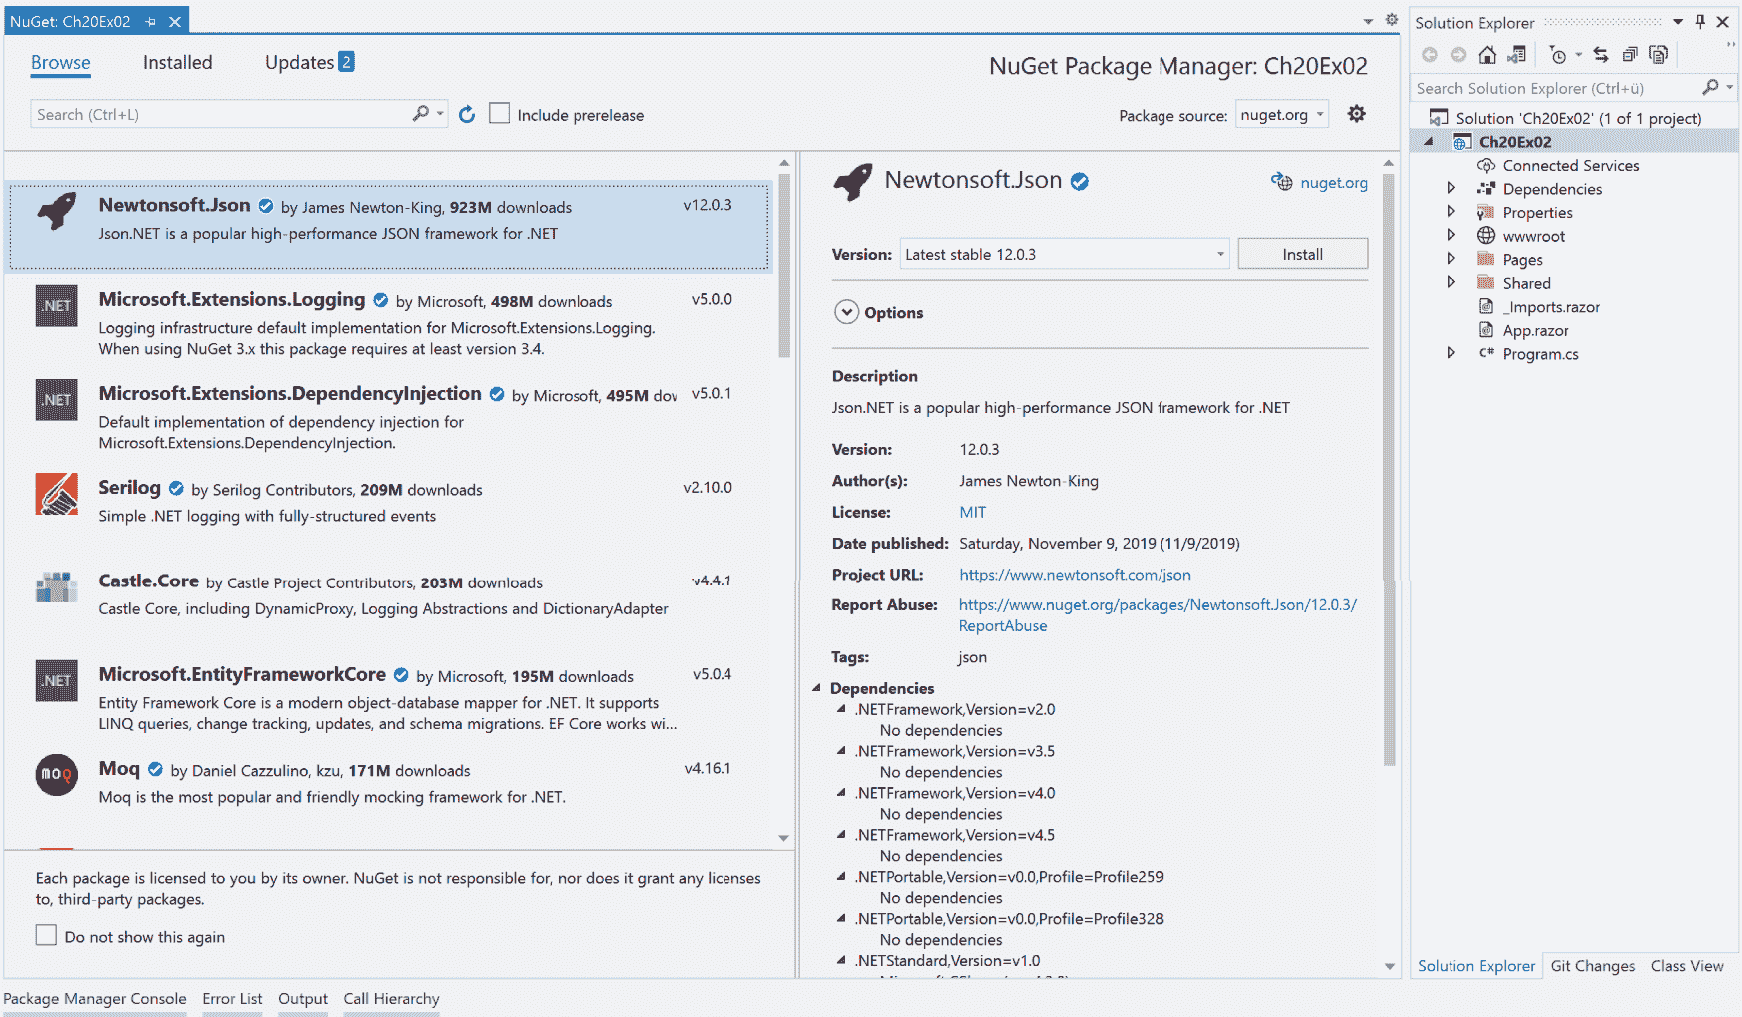 NuGet: Ch20Ex02
Browse
Installed
Updates 2
NuGet Package Manager: Ch20Ex02
Search (Ctrl+L)
Include prerelease
Package source: nuget.org
Newtonsoft.Json by James Newton-King, 923M downloads v12.0.3
Json.NET is a popular high-performance JSON framework for .NET
.NET
Microsoft.Extensions.Logging by Microsoft, 498M downloads v5.0.0
Logging infrastructure default implementation for Microsoft.Extensions.Logging.
When using NuGet 3.x this package requires at least version 3.4.
.NET
Microsoft.Extensions.DependencyInjection by Microsoft, 495M dov v5.0.1
Default implementation of dependency injection for
Microsoft.Extensions.DependencyInjection.
Serilog by Serilog Contributors, 209M downloads v2.10.0
Simple .NET logging with fully-structured events
Castle.Core by Castle Project Contributors, 203M downloads v4.4.1
Castle Core, including DynamicProxy, Logging Abstractions and DictionaryAdapter
.NET
Microsoft.EntityFrameworkCore by Microsoft, 195M downloads v5.0.4
Entity Framework Core is a modern object-database mapper for .NET. It supports
LINQ queries, change tracking, updates, and schema migrations. EF Core works wi...
moq
Moq by Daniel Cazzulino, kzu, 171M downloads v4.16.1
Moq is the most popular and friendly mocking framework for .NET.
Each package is licensed to you by its owner. NuGet is not responsible for, nor does it grant any licenses
to, third-party packages.
Do not show this again
Newtonsoft.Json
nuget.org
Version: Latest stable 12.0.3 Install
Options
Description
Json.NET is a popular high-performance JSON framework for .NET
Version: 12.0.3
Author(s): James Newton-King
License: MIT
Date published: Saturday, November 9, 2019 (11/9/2019)
Project URL: https://www.newtonsoft.com/json
Report Abuse: https://www.nuget.org/packages/Newtonsoft.Json/12.0.3/
ReportAbuse
Tags: json
Dependencies
.NETFramework,Version=v2.0
No dependencies
.NETFramework,Version=v3.5
No dependencies
.NETFramework,Version=v4.0
No dependencies
.NETFramework,Version=v4.5
No dependencies
.NETPortable,Version=v0.0,Profile=Profile259
No dependencies
.NETPortable,Version=v0.0,Profile=Profile328
No dependencies
.NETStandard,Version=v1.0
Solution Explorer
Search Solution Explorer (Ctrl+ü)
Solution 'Ch20Ex02' (1 of 1 project)
Ch20Ex02
Connected Services
Dependencies
Properties
wwwroot
Pages
Shared
_Imports.razor
App.razor
C# Program.cs
Solution Explorer Git Changes Class View
Package Manager Console Error List Output Call Hierarchy